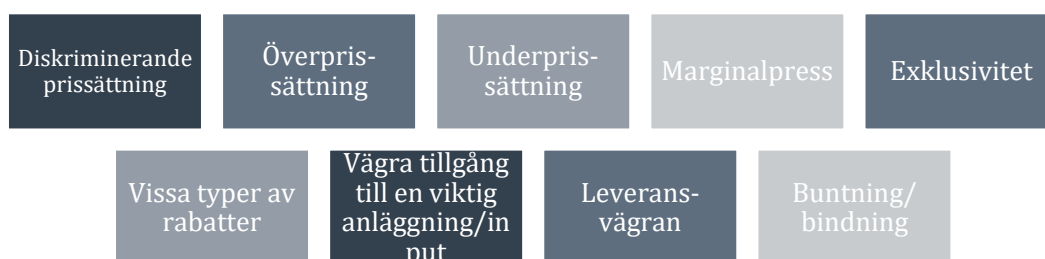 Diskriminerande
prissättning
Överpris-
sättning
Underpris-
sättning
Marginalpress
Exklusivitet
Vissa typer av
rabatter
Vägra tillgång
till en viktig
anläggning/in
put
Leverans-
vägran
Buntning/
bindning